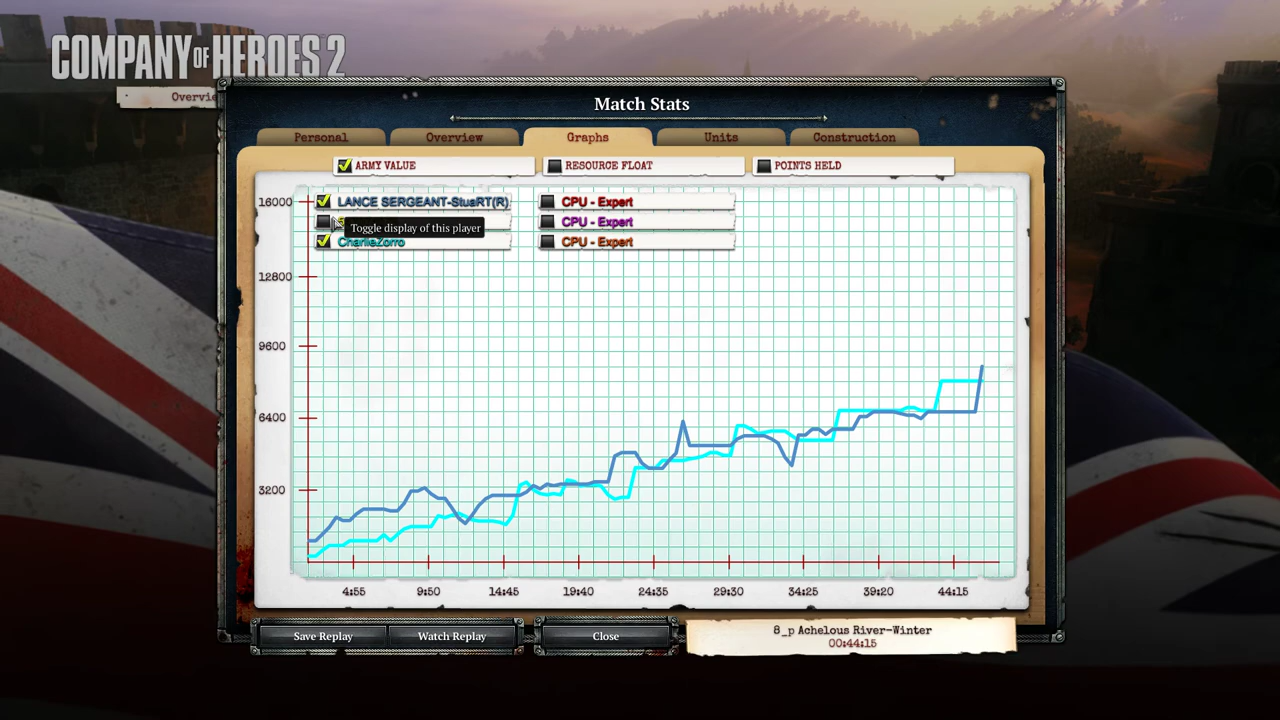 COMPANY OF HEROES 2
Overvie
Match Stats
Personal
Overview
Graphs
Units
Construction
ARMY VALUE
RESOURCE FLOAT
POINTS HELD
16000
LANCE SERGEANT-StuaRT(R)
CPU - Expert
Toggle display of this player
CPU - Expert
CharlieZorro
CPU - Expert
12800
9600
6400
3200
4:55
9:50
14:45
19:40
24:35
29:30
34:25
39:20
44:15
Save Replay
Watch Replay
Close
8_p Achelous River-Winter
00:44:15